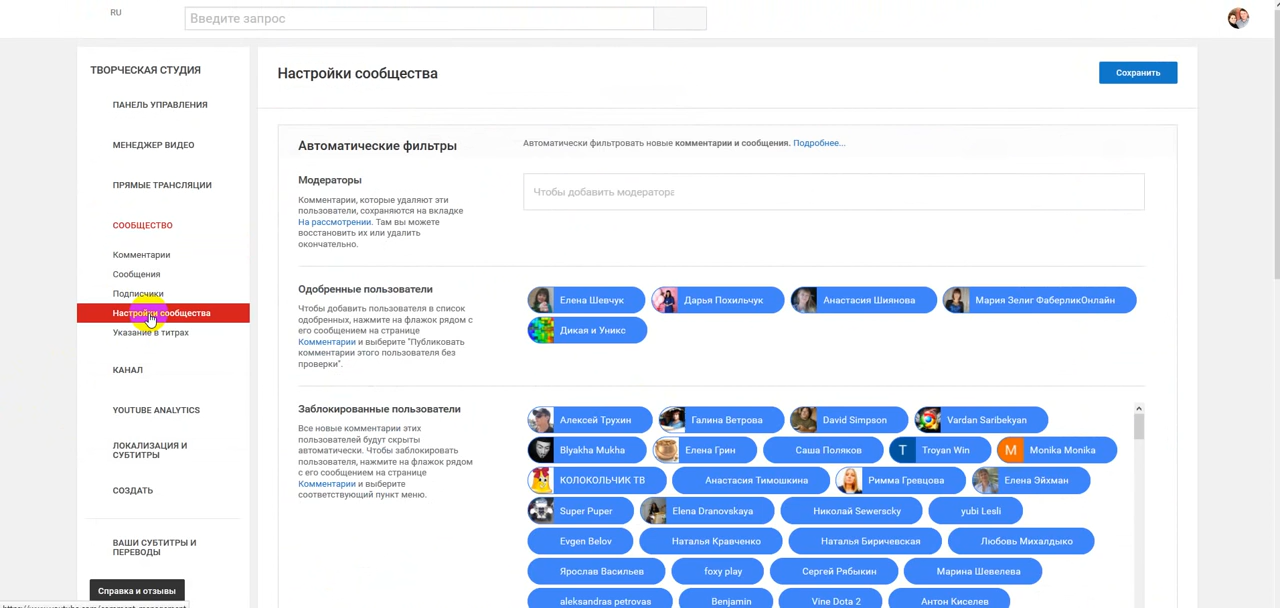 RU
Введите запрос
ТВОРЧЕСКАЯ СТУДИЯ
ПАНЕЛЬ УПРАВЛЕНИЯ
МЕНЕДЖЕР ВИДЕО
ПРЯМЫЕ ТРАНСЛЯЦИИ
СООБЩЕСТВО
Комментарии
Сообщения
Подписчики
Настройки сообщества
Указание в титрах
КАНАЛ
YOUTUBE ANALYTICS
ЛОКАЛИЗАЦИЯ И
СУБТИТРЫ
СОЗДАТЬ
ВАШИ СУБТИТРЫ И
ПЕРЕВОДЫ
Справка и отзывы
Настройки сообщества
Сохранить
Автоматические фильтры
Автоматически фильтровать новые комментарии и сообщения. Подробнее...
Модераторы
Комментарии, которые удаляют эти
пользователи, сохраняются на вкладке
На рассмотрении. Там вы можете
восстановить их или удалить
окончательно.
Чтобы добавить модератора
Одобренные пользователи
Чтобы добавить пользователя в список
одобренных, нажмите на флажок рядом с
его сообщением на странице
Комментарии и выберите "Публиковать
комментарии этого пользователя без
проверки".
Елена Шевчук Дарья Похильчук Анастасия Шиянова Мария Зелиг ФаберликОнлайн
Дикая и Уникс
Заблокированные пользователи
Все новые комментарии этих
пользователей будут скрыты
автоматически. Чтобы заблокировать
пользователя, нажмите на флажок рядом
с его сообщением на странице
Комментарии и выберите
соответствующий пункт меню.
Алексей Трухин Галина Ветрова David Simpson Vardan Saribekyan
Blyakha Mukha Елена Грин Саша Поляков T Troyan Win M Monika Monika
КОЛОКОЛЬЧИК ТВ Анастасия Тимошкина Римма Гревцова Елена Эйхман
Super Puper Elena Dranovskaya Николай Sewerscky yubi Lesli
Evgen Belov Наталья Кравченко Наталья Биричевская Любовь Михалдыко
Ярослав Васильев foxy play Сергей Рябыкин Марина Шевелева
aleksandras petrovas Benjamin Vine Dota 2 Антон Киселев